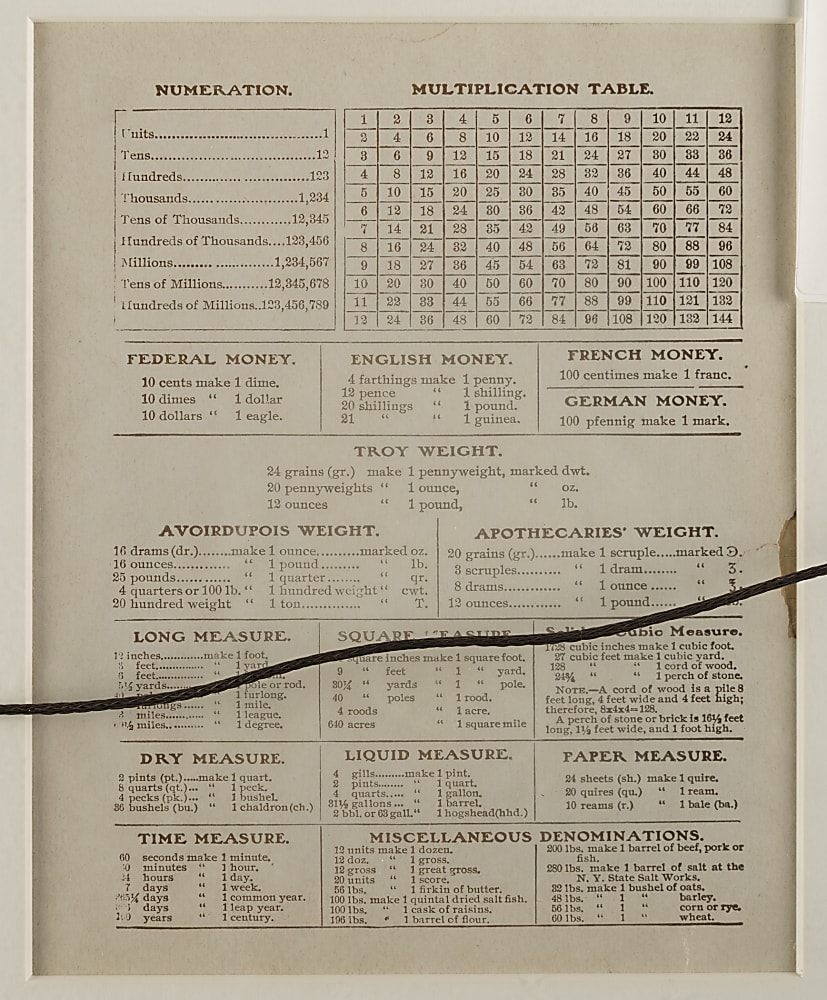 NUMERATION.
Units....................................1
Tens....................................12
Hundreds..............................123
Thousands........................1,234
Tens of Thousands...........12,345
Hundreds of Thousands....123,456
Millions......... ..............1,234,567
Tens of Millions...........12,345,678
Hundreds of Millions..123,456,789
MULTIPLICATION TABLE.
1 2 3 4 5 6 7 8 9 10 11 12
2 4 6 8 10 12 14 16 18 20 22 24
3 6 9 12 15 18 21 24 27 30 33 36
4 8 12 16 20 24 28 32 36 40 44 48
5 10 15 20 25 30 35 40 45 50 55 60
6 12 18 24 30 36 42 48 54 60 66 72
7 14 21 28 35 42 49 56 63 70 77 84
8 16 24 32 40 48 56 64 72 80 88 96
9 18 27 36 45 54 63 72 81 90 99 108
10 20 30 40 50 60 70 80 90 100 110 120
11 22 33 44 55 66 77 88 99 110 121 132
12 24 36 48 60 72 84 96 108 120 132 144
FEDERAL MONEY.
10 cents make 1 dime.
10 dimes " 1 dollar
10 dollars " 1 eagle.
ENGLISH MONEY.
4 farthings make 1 penny.
12 pence " 1 shilling.
20 shillings " 1 pound.
21 " " 1 guinea.
FRENCH MONEY.
100 centimes make 1 franc.
GERMAN MONEY.
100 pfennig make 1 mark.
TROY WEIGHT.
24 grains (gr.) make 1 pennyweight, marked dwt.
20 pennyweights " 1 ounce, " oz.
12 ounces " 1 pound, " lb.
AVOIRDUPOIS WEIGHT.
16 drams (dr.)........make 1 ounce..........marked oz.
16 ounces............. " 1 pound......... " lb.
25 pounds........... " 1 quarter........ " qr.
4 quarters or 100 lb. " 1 hundred weight " cwt.
20 hundred weight " 1 ton.............. " T.
APOTHECARIES' WEIGHT.
20 grains (gr.)......make 1 scruple.....marked ℈.
3 scruples.......... " 1 dram........ " ʒ.
8 drams............. " 1 ounce ...... " ℥.
12 ounces........... " 1 pound......
LONG MEASURE.
12 inches.............make 1 foot.
3 feet.............. " 1 yard
6 feet..............
5½ yards........ pole or rod.
furlong.
furlongs..... " 1 mile.
3 miles........... " 1 league.
miles........... " 1 degree.
SQUARE MEASURE
square inches make 1 square foot.
9 " feet " 1 " yard.
30¼ " yards " 1 " pole.
40 " poles " 1 rood.
4 roods " 1 acre.
640 acres " 1 square mile
Cubic Measure.
1728 cubic inches make 1 cubic foot.
27 cubic feet make 1 cubic yard.
128 " " 1 cord of wood.
24¾ " " 1 perch of stone.
NOTE.—A cord of wood is a pile 8
feet long, 4 feet wide and 4 feet high;
therefore, 8x4x4=128.
A perch of stone or brick is 16½ feet
long, 1½ feet wide, and 1 foot high.
DRY MEASURE.
2 pints (pt.).....make 1 quart.
8 quarts (qt.)... " 1 peck.
4 pecks (pk.)... " 1 bushel.
36 bushels (bu.) " 1 chaldron (ch.)
LIQUID MEASURE.
4 gills.........make 1 pint.
2 pints........ " 1 quart.
4 quarts..... " 1 gallon.
31½ gallons... " 1 barrel.
2 bbl. or 63 gall." 1 hogshead (hhd.)
PAPER MEASURE.
24 sheets (sh.) make 1 quire.
20 quires (qu.) " 1 ream.
10 reams (r.) " 1 bale (ba.)
TIME MEASURE.
60 seconds make 1 minute.
60 minutes " 1 hour.
24 hours " 1 day.
7 days " 1 week.
365¼ days " 1 common year.
days " 1 leap year.
100 years " 1 century.
MISCELLANEOUS DENOMINATIONS.
12 units make 1 dozen.
12 doz. " 1 gross.
12 gross " 1 great gross.
20 units " 1 score.
56 lbs. " 1 firkin of butter.
100 lbs. make 1 quintal dried salt fish.
100 lbs. " 1 cask of raisins.
196 lbs. " 1 barrel of flour.
200 lbs. make 1 barrel of beef, pork or
fish.
280 lbs. make 1 barrel of salt at the
N. Y. State Salt Works.
32 lbs. make 1 bushel of oats.
48 lbs. " 1 " barley.
56 lbs. " 1 " corn or rye.
60 lbs. " 1 " wheat.